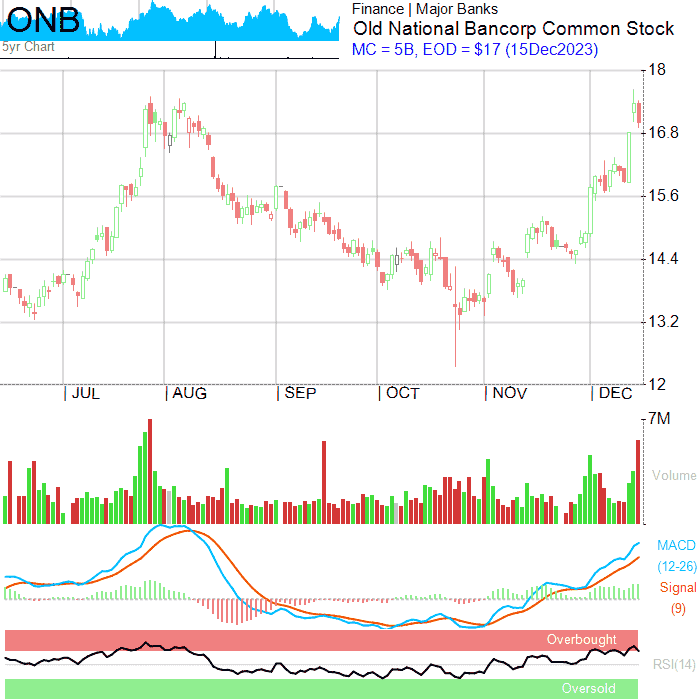 ONB
5yr Chart
Finance | Major Banks
Old National Bancorp Common Stock
MC = 5B, EOD = $17 (15Dec2023)
18
16.8
15.6
14.4
13.2
12
JUL AUG SEP OCT NOV DEC
7M
Volume
MACD
(12-26)
Signal
(9)
Overbought
RSI(14)
Oversold